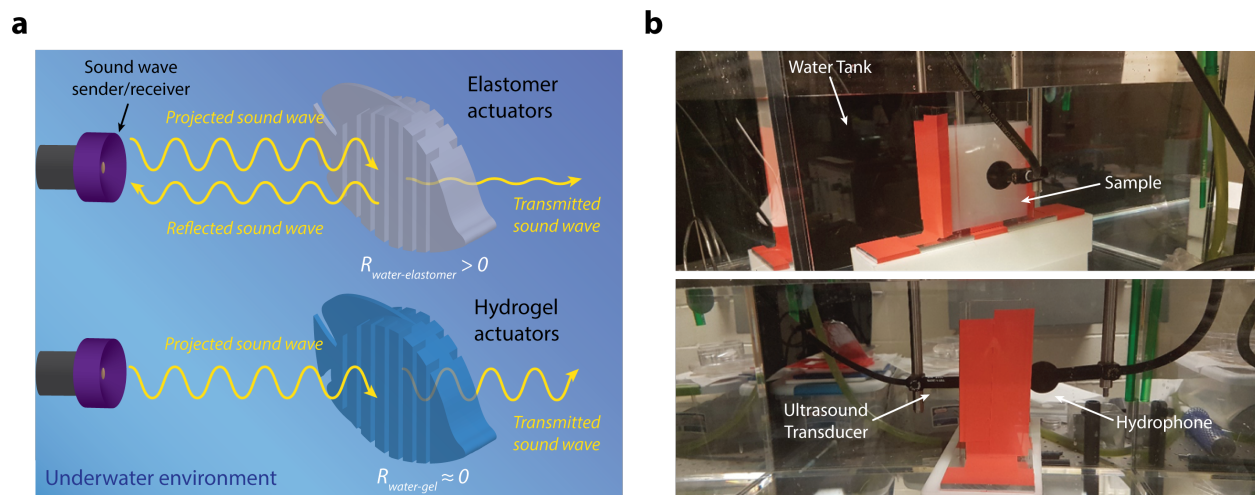 a
Sound wave
sender/receiver
Projected sound wave
Elastomer
actuators
Reflected sound wave
Transmitted
sound wave
R water-elastomer > 0
Hydrogel
actuators
Projected sound wave
Transmitted
sound wave
Underwater environment
R water-gel ≈ 0
b
Water Tank
Sample
Ultrasound
Transducer
Hydrophone